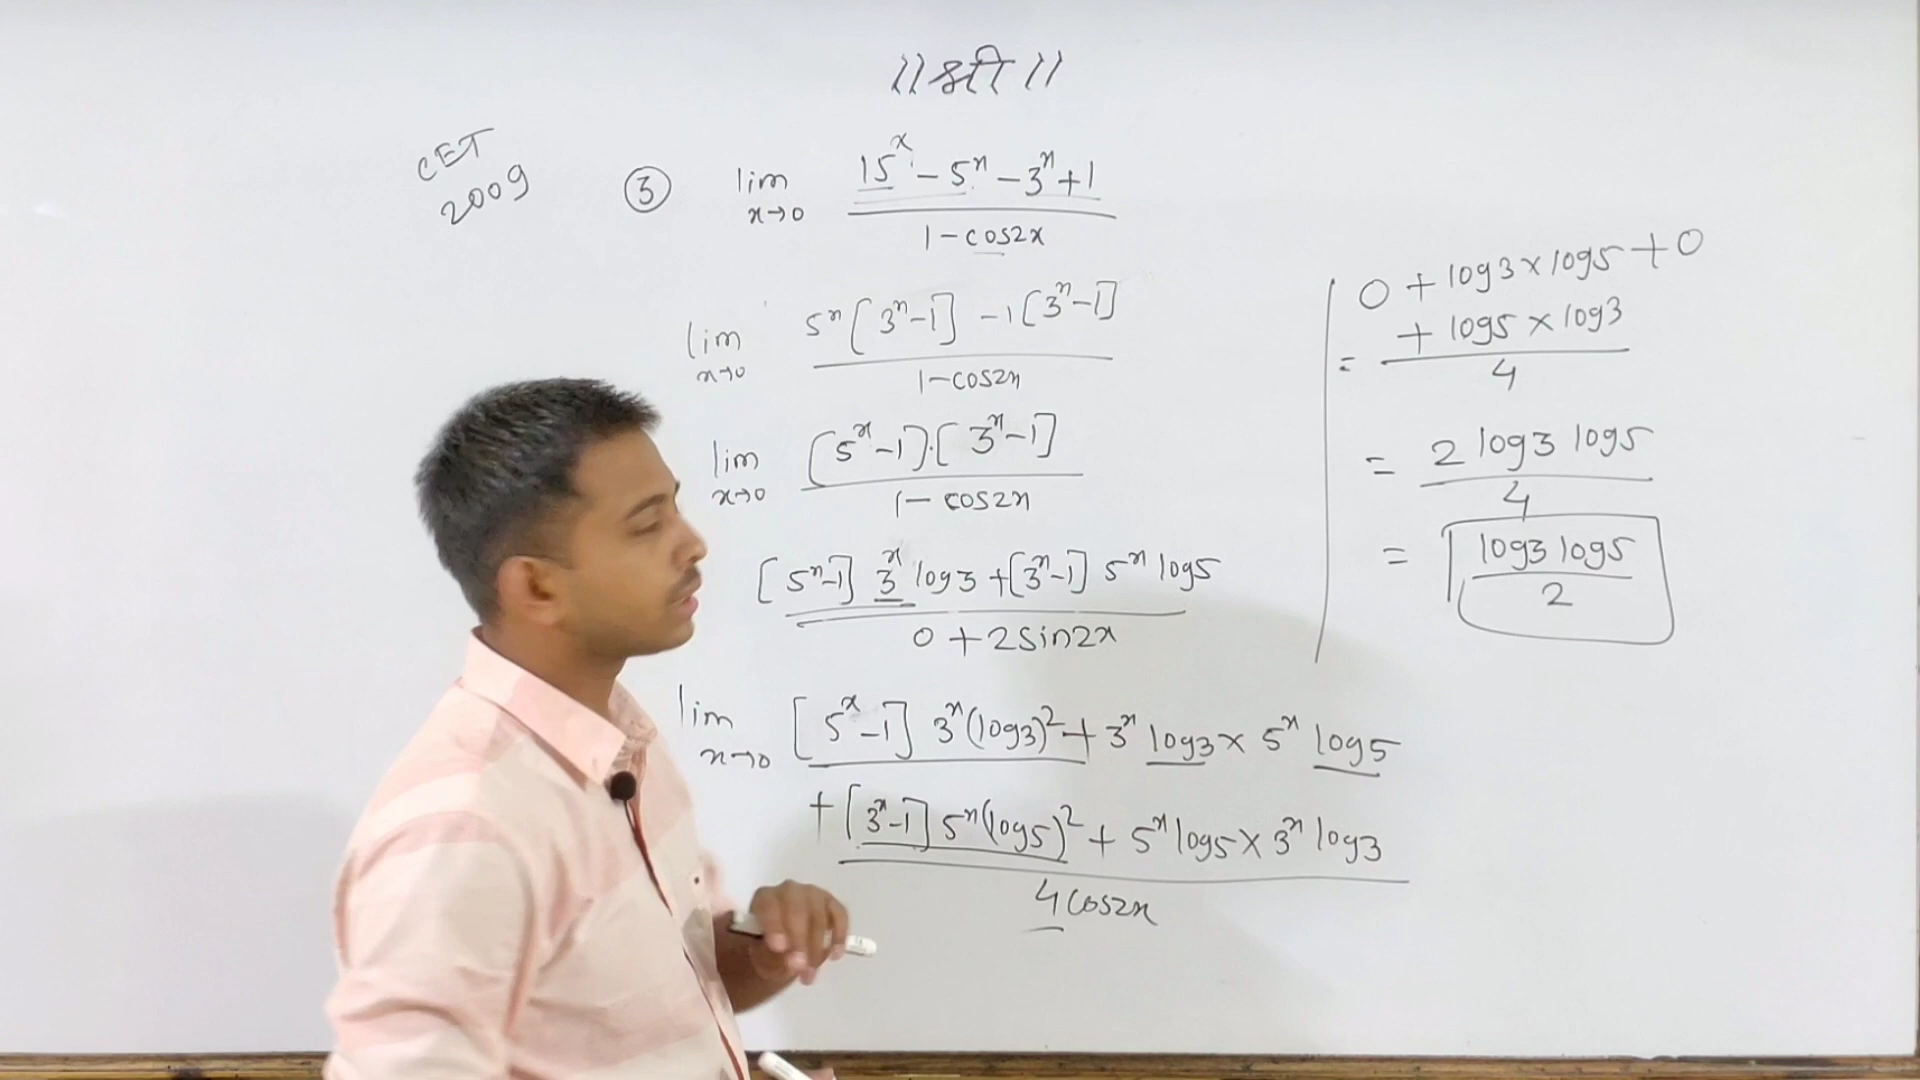 ॥ श्री ॥
CET
2009
③ lim x→0 (15^x - 5^x - 3^x + 1) / (1 - cos2x)
lim x→0 (5^x [3^x - 1] - 1 [3^x - 1]) / (1 - cos2x)
lim x→0 ([5^x - 1] · [3^x - 1]) / (1 - cos2x)
([5^x - 1] 3^x log3 + [3^x - 1] 5^x log5) / (0 + 2sin2x)
lim x→0 [5^x - 1] 3^x (log3)^2 + 3^x log3 × 5^x log5
+ [3^x - 1] 5^x (log5)^2 + 5^x log5 × 3^x log3
4cos2x
0 + log3 × log5 + 0
+ log5 × log3
= 4
= 2 log3 log5 / 4
= log3 log5 / 2